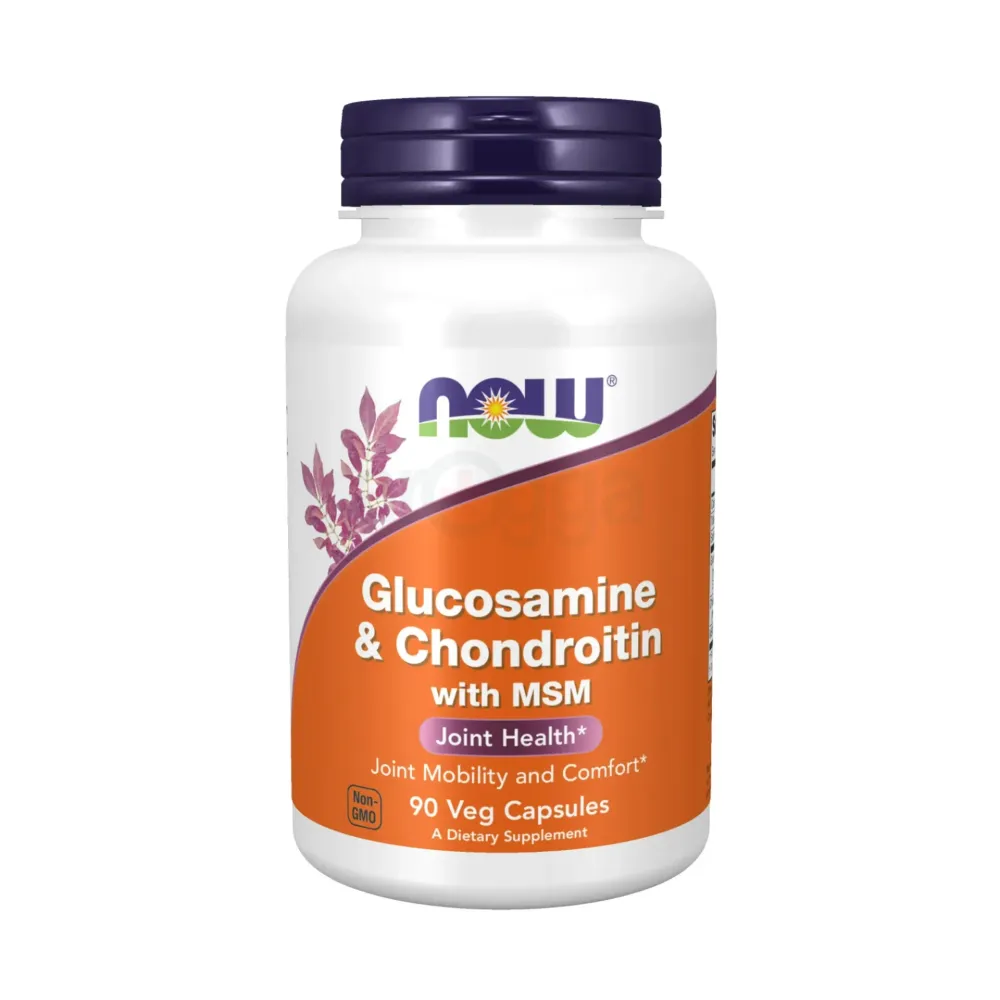 NOW®
Glucosamine
& Chondroitin
with MSM
Joint Health*
Joint Mobility and Comfort*
Non-
GMO
90 Veg Capsules
A Dietary Supplement